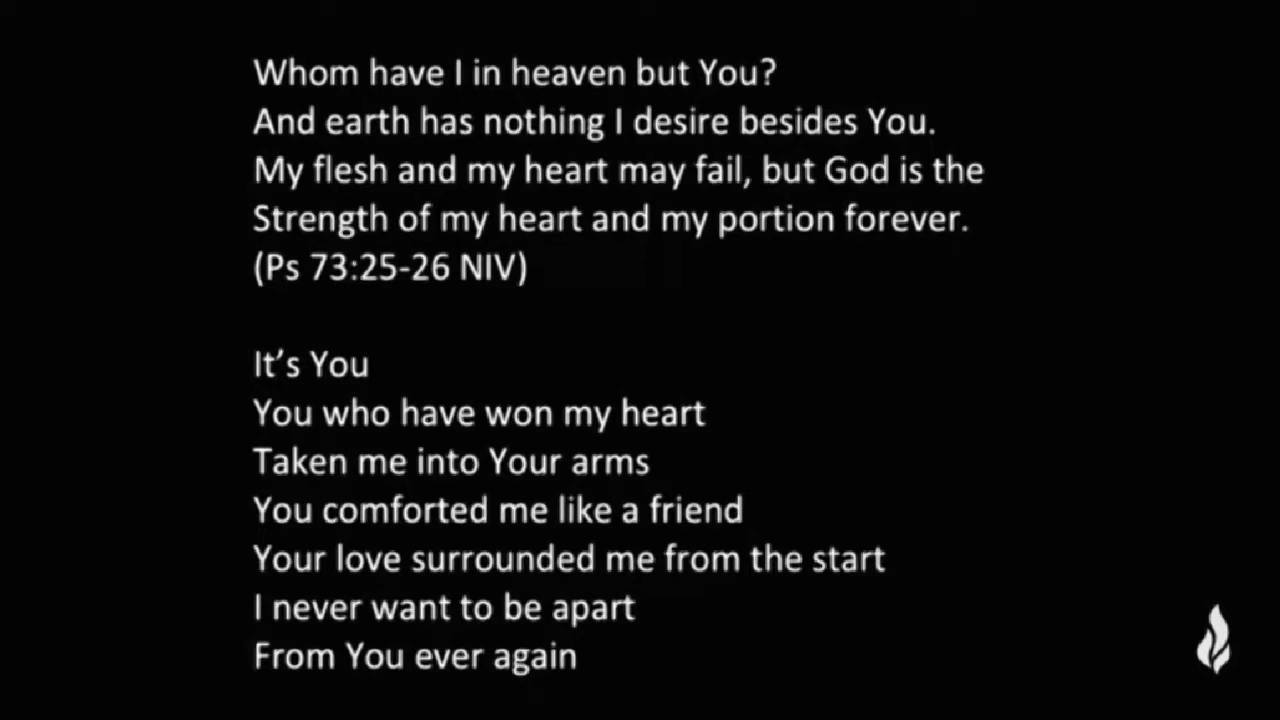 Whom have I in heaven but You?
And earth has nothing I desire besides You.
My flesh and my heart may fail, but God is the
Strength of my heart and my portion forever.
(Ps 73:25-26 NIV)
It’s You
You who have won my heart
Taken me into Your arms
You comforted me like a friend
Your love surrounded me from the start
I never want to be apart
From You ever again